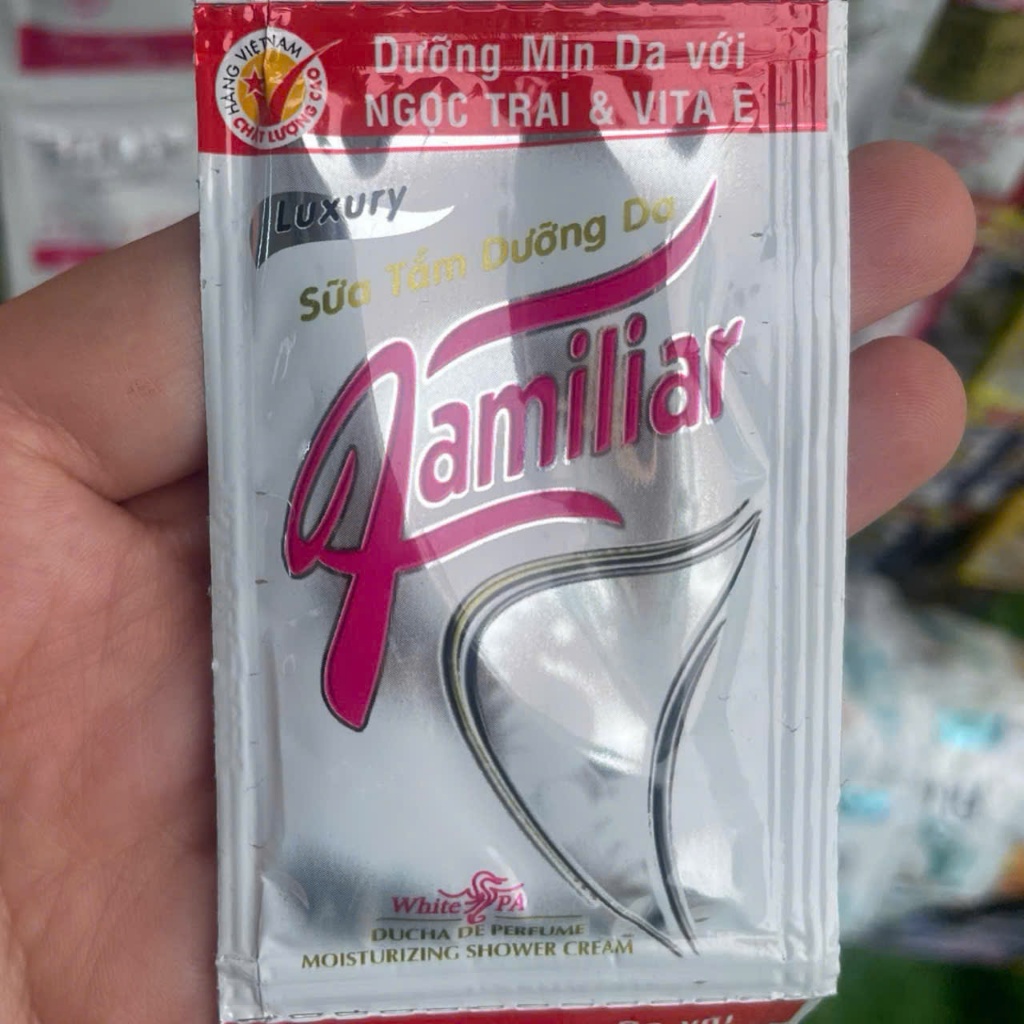 HÀNG VIỆT NAM
CHẤT LƯỢNG CAO
Dưỡng Mịn Da với
NGỌC TRAI & VITA E
Luxury
Sữa Tắm Dưỡng Da
Familiar
White SPA
DUCHA DE PERFUME
MOISTURIZING SHOWER CREAM